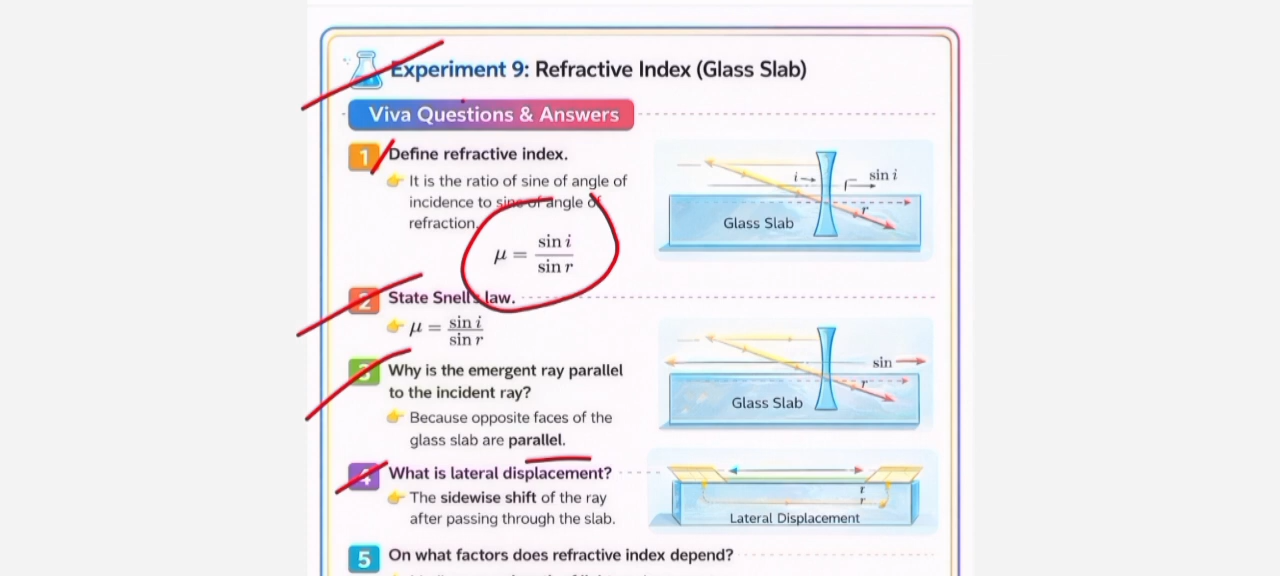 Experiment 9: Refractive Index (Glass Slab)
Viva Questions & Answers
1 Define refractive index.
It is the ratio of sine of angle of
incidence to sine of angle of
refraction.
μ = sin i / sin r
i
sin i
r
Glass Slab
2 State Snell's law.
μ = sin i / sin r
3 Why is the emergent ray parallel
to the incident ray?
Because opposite faces of the
glass slab are parallel.
sin
r
Glass Slab
4 What is lateral displacement?
The sidewise shift of the ray
after passing through the slab.
r
r
Lateral Displacement
5 On what factors does refractive index depend?